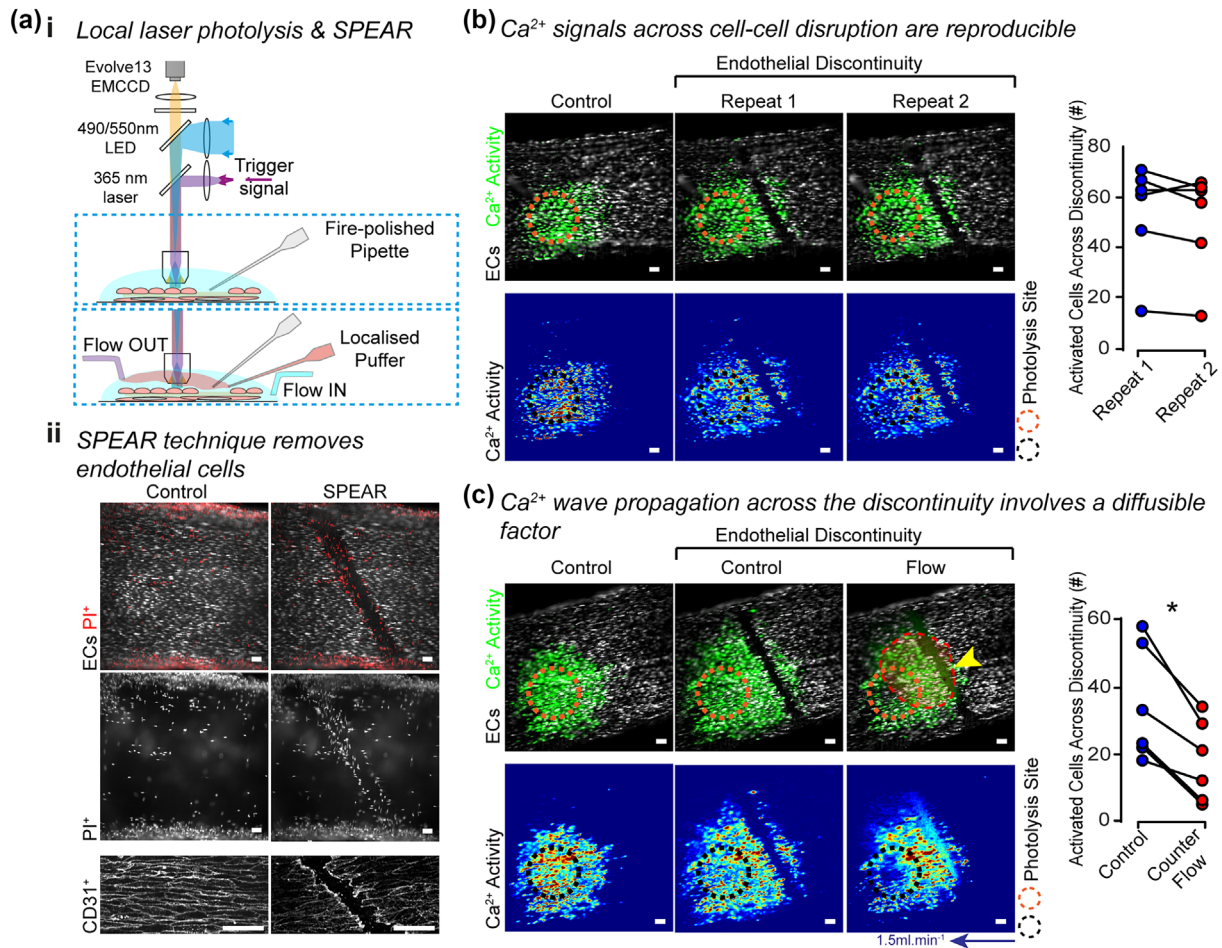 (a) i Local laser photolysis & SPEAR
Evolve13
EMCCD
490/550nm
LED
365 nm
laser
Trigger
signal
Fire-polished
Pipette
Flow OUT
Localised
Puffer
Flow IN
ii SPEAR technique removes
endothelial cells
Control
SPEAR
ECs PI⁺
PI⁺
CD31⁺
(b) Ca²⁺ signals across cell-cell disruption are reproducible
Endothelial Discontinuity
Control
Repeat 1
Repeat 2
ECs Ca²⁺ Activity
Ca²⁺ Activity
Photolysis Site
Activated Cells Across Discontinuity (#)
80
60
40
20
0
Repeat 1
Repeat 2
(c) Ca²⁺ wave propagation across the discontinuity involves a diffusible
factor
Endothelial Discontinuity
Control
Control
Flow
ECs Ca²⁺ Activity
Ca²⁺ Activity
Photolysis Site
1.5ml.min⁻¹
Activated Cells Across Discontinuity (#)
*
60
40
20
0
Control
Counter
Flow